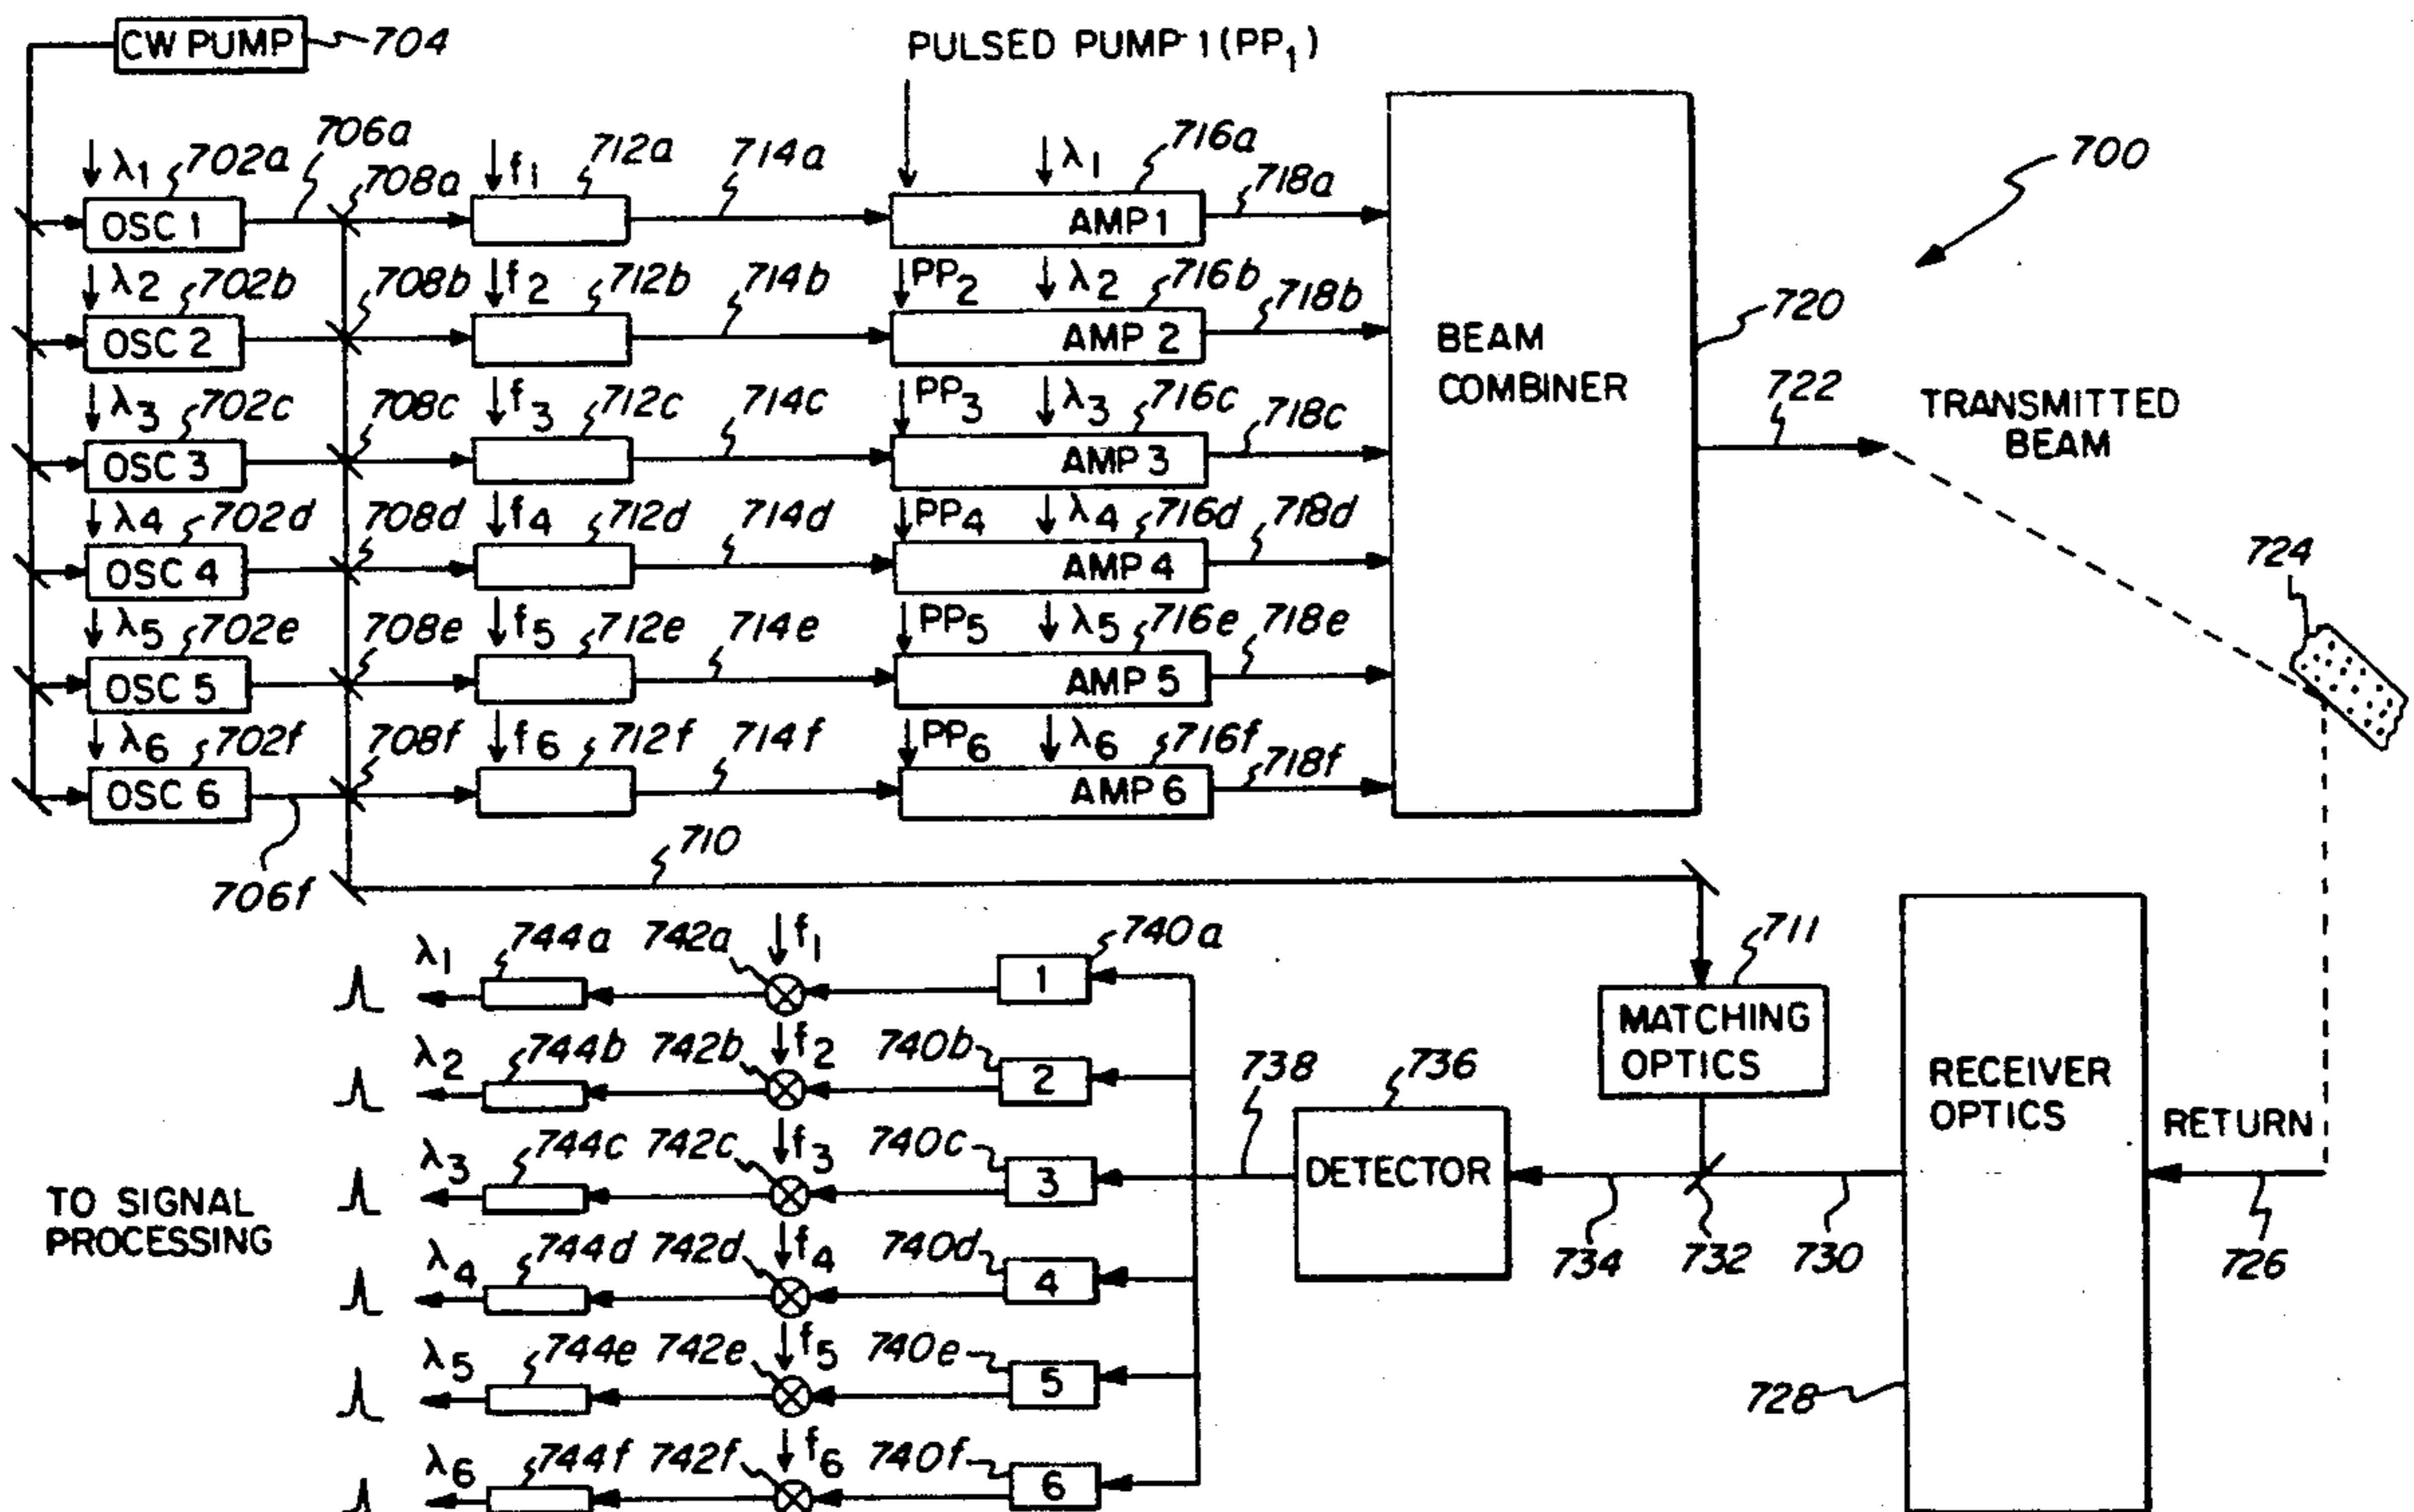 CW PUMP 704
PULSED PUMP 1 (PP₁)
λ₁ 702a 706a 708a f₁ 712a 714a λ₁ 716a 718a
OSC 1 AMP 1
700
λ₂ 702b 708b f₂ 712b 714b PP₂ λ₂ 716b 718b
OSC 2 AMP 2
720
BEAM
COMBINER
λ₃ 702c 708c f₃ 712c 714c PP₃ λ₃ 716c 718c
OSC 3 AMP 3
722
TRANSMITTED
BEAM
λ₄ 702d 708d f₄ 712d 714d PP₄ λ₄ 716d 718d
OSC 4 AMP 4
724
λ₅ 702e 708e f₅ 712e 714e PP₅ λ₅ 716e 718e
OSC 5 AMP 5
λ₆ 702f 708f f₆ 712f 714f PP₆ λ₆ 716f 718f
OSC 6 AMP 6
706f 710
λ₁ 744a 742a f₁ 740a
1
711
MATCHING
OPTICS
λ₂ 744b 742b f₂ 740b
2
738 736
RECEIVER
OPTICS
RETURN
λ₃ 744c 742c f₃ 740c
3
DETECTOR
TO SIGNAL
PROCESSING
734 732 730 726
λ₄ 744d 742d f₄ 740d
4
λ₅ 744e 742e f₅ 740e
5
728
λ₆ 744f 742f f₆ 740f
6